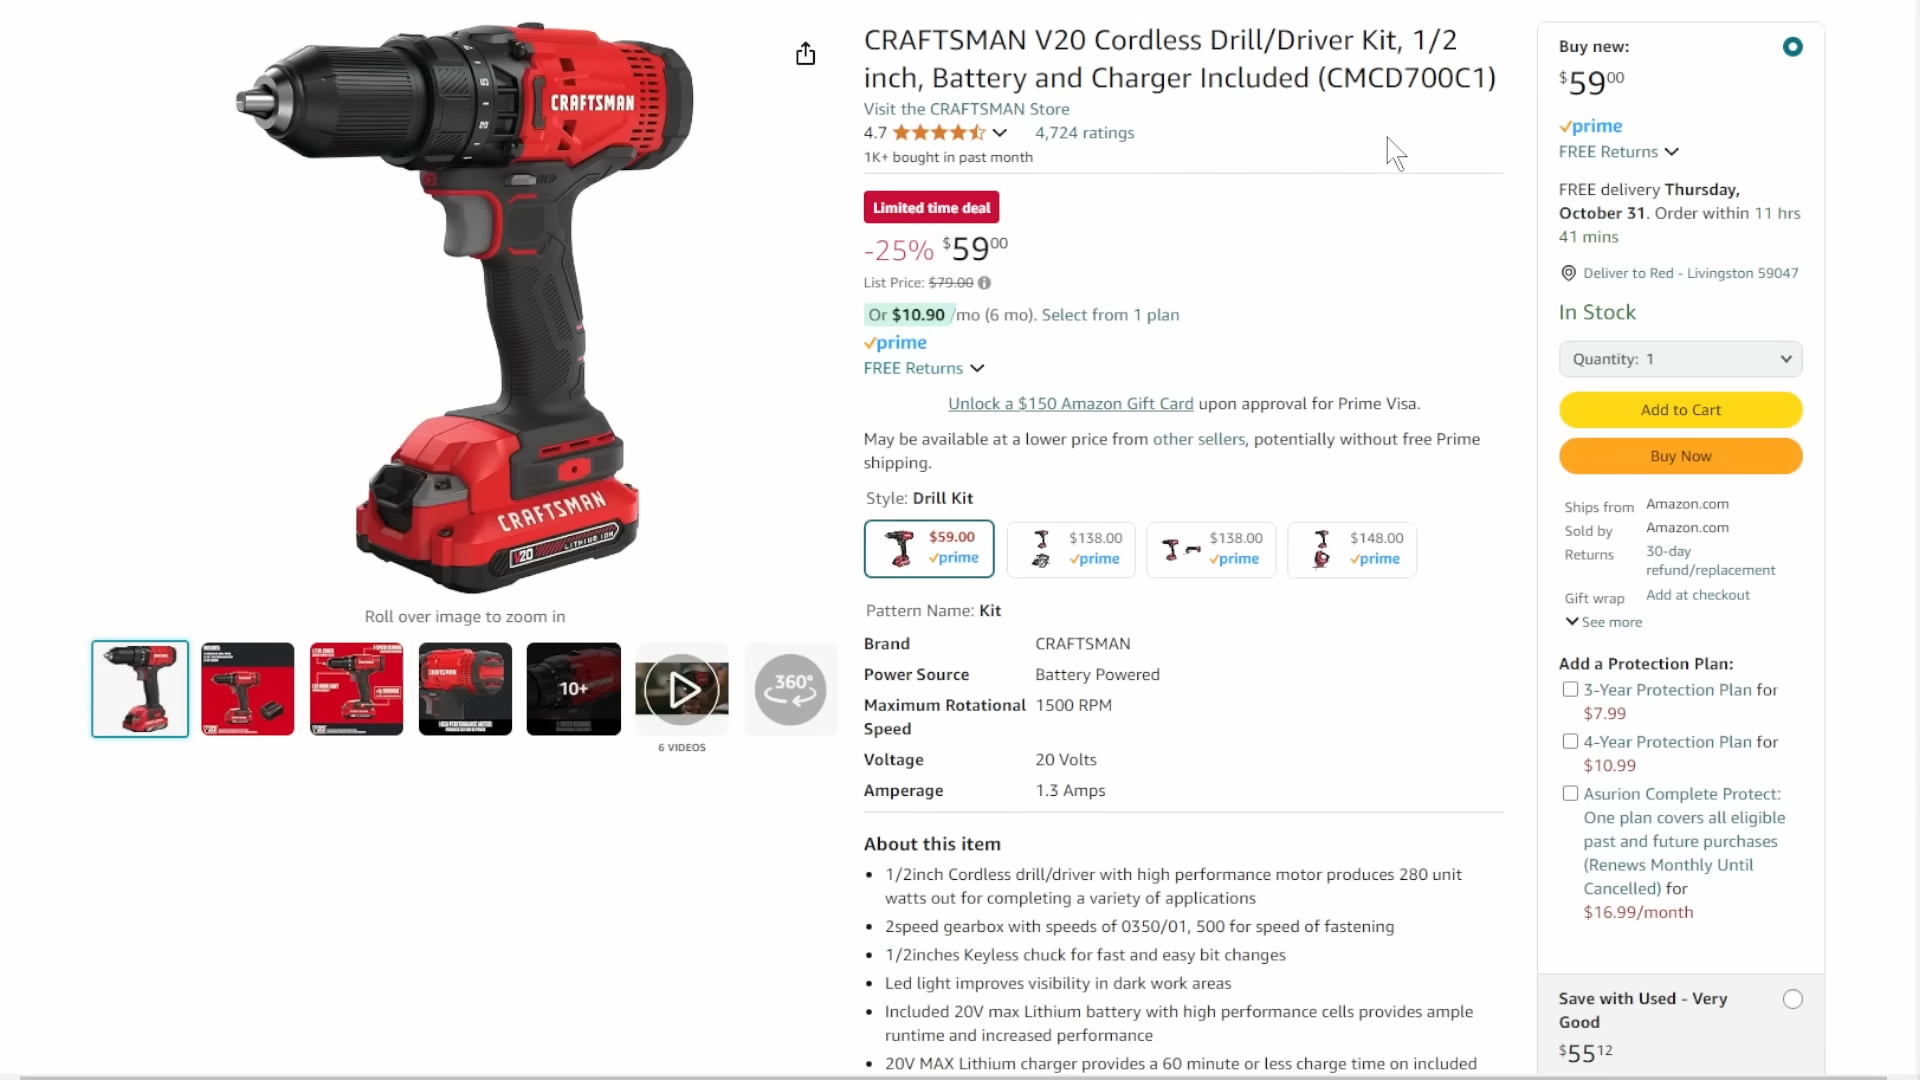 CRAFTSMAN
CRAFTSMAN
V20
LITHIUM ION
Roll over image to zoom in
10+
360°
6 VIDEOS
CRAFTSMAN V20 Cordless Drill/Driver Kit, 1/2
inch, Battery and Charger Included (CMCD700C1)
Visit the CRAFTSMAN Store
4.7 4,724 ratings
1K+ bought in past month
Limited time deal
-25% $5900
List Price: $79.00
Or $10.90 /mo (6 mo). Select from 1 plan
prime
FREE Returns
Unlock a $150 Amazon Gift Card upon approval for Prime Visa.
May be available at a lower price from other sellers, potentially without free Prime
shipping.
Style: Drill Kit
$59.00 $138.00 $138.00 $148.00
prime prime prime prime
Pattern Name: Kit
Brand CRAFTSMAN
Power Source Battery Powered
Maximum Rotational 1500 RPM
Speed
Voltage 20 Volts
Amperage 1.3 Amps
About this item
• 1/2inch Cordless drill/driver with high performance motor produces 280 unit
watts out for completing a variety of applications
• 2speed gearbox with speeds of 0350/01, 500 for speed of fastening
• 1/2inches Keyless chuck for fast and easy bit changes
• Led light improves visibility in dark work areas
• Included 20V max Lithium battery with high performance cells provides ample
runtime and increased performance
• 20V MAX Lithium charger provides a 60 minute or less charge time on included
Buy new:
$5900
prime
FREE Returns
FREE delivery Thursday,
October 31. Order within 11 hrs
41 mins
Deliver to Red - Livingston 59047
In Stock
Quantity: 1
Add to Cart
Buy Now
Ships from Amazon.com
Sold by Amazon.com
Returns 30-day
refund/replacement
Gift wrap Add at checkout
See more
Add a Protection Plan:
3-Year Protection Plan for
$7.99
4-Year Protection Plan for
$10.99
Asurion Complete Protect:
One plan covers all eligible
past and future purchases
(Renews Monthly Until
Cancelled) for
$16.99/month
Save with Used - Very
Good
$5512